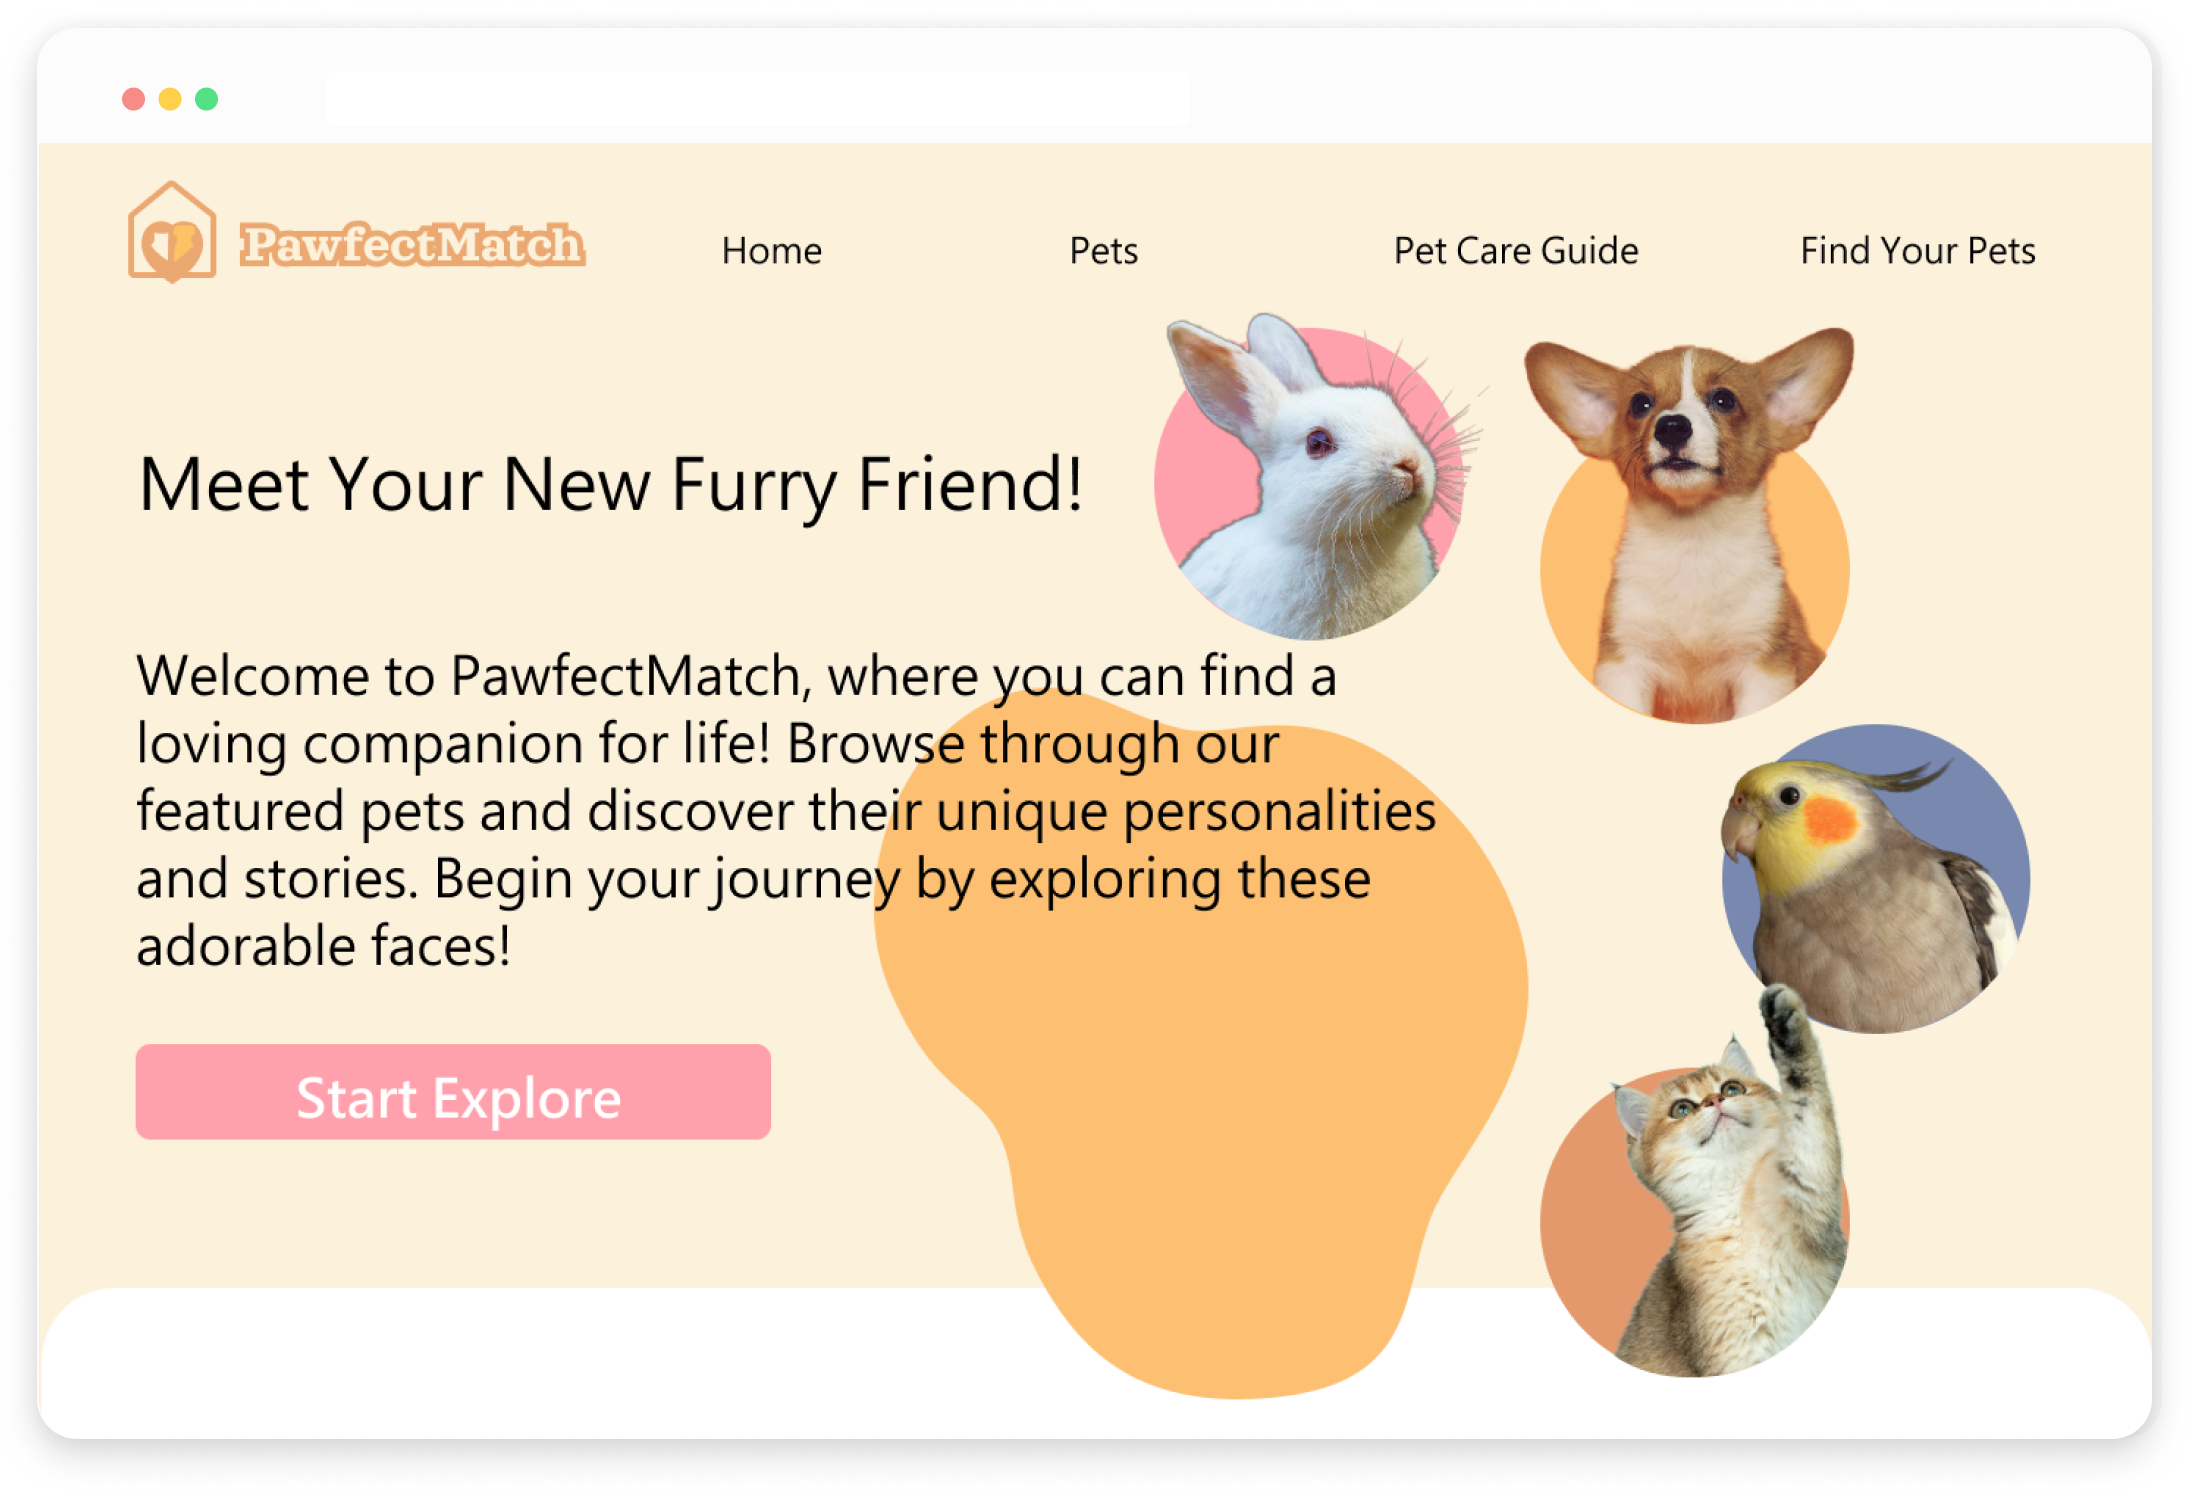 PawfectMatch
Home
Pets
Pet Care Guide
Find Your Pets
Meet Your New Furry Friend!
Welcome to PawfectMatch, where you can find a
loving companion for life! Browse through our
featured pets and discover their unique personalities
and stories. Begin your journey by exploring these
adorable faces!
Start Explore